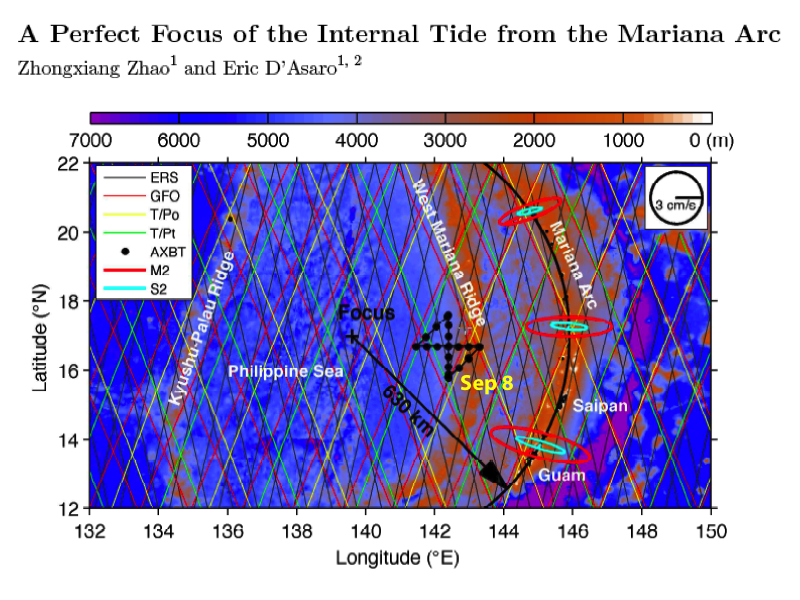 A Perfect Focus of the Internal Tide from the Mariana Arc
Zhongxiang Zhao1 and Eric D'Asaro1, 2
7000 6000 5000 4000 3000 2000 1000 0 (m)
ERS
GFO
T/Po
T/Pt
AXBT
M2
S2
3 cm/s
West Mariana Ridge
Mariana Arc
Kyushu-Palau Ridge
Focus
Philippine Sea
Sep 8
630 km
Saipan
Guam
22
20
18
16
14
12
Latitude (°N)
132 134 136 138 140 142 144 146 148 150
Longitude (°E)